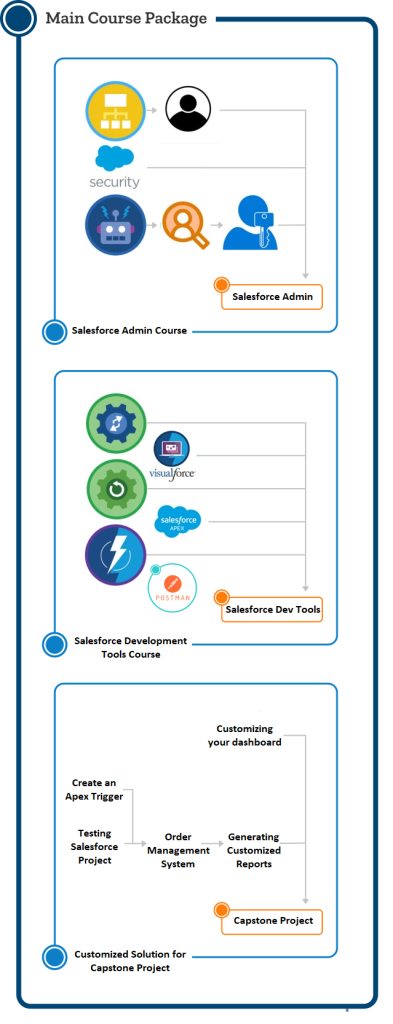 Main Course Package
security
Salesforce Admin
Salesforce Admin Course
visualforce
salesforce
APEX
POSTMAN
Salesforce Dev Tools
Salesforce Development
Tools Course
Customizing
your dashboard
Create an
Apex Trigger
Testing
Salesforce
Project
Order
Management
System
Generating
Customized
Reports
Capstone Project
Customized Solution for
Capstone Project